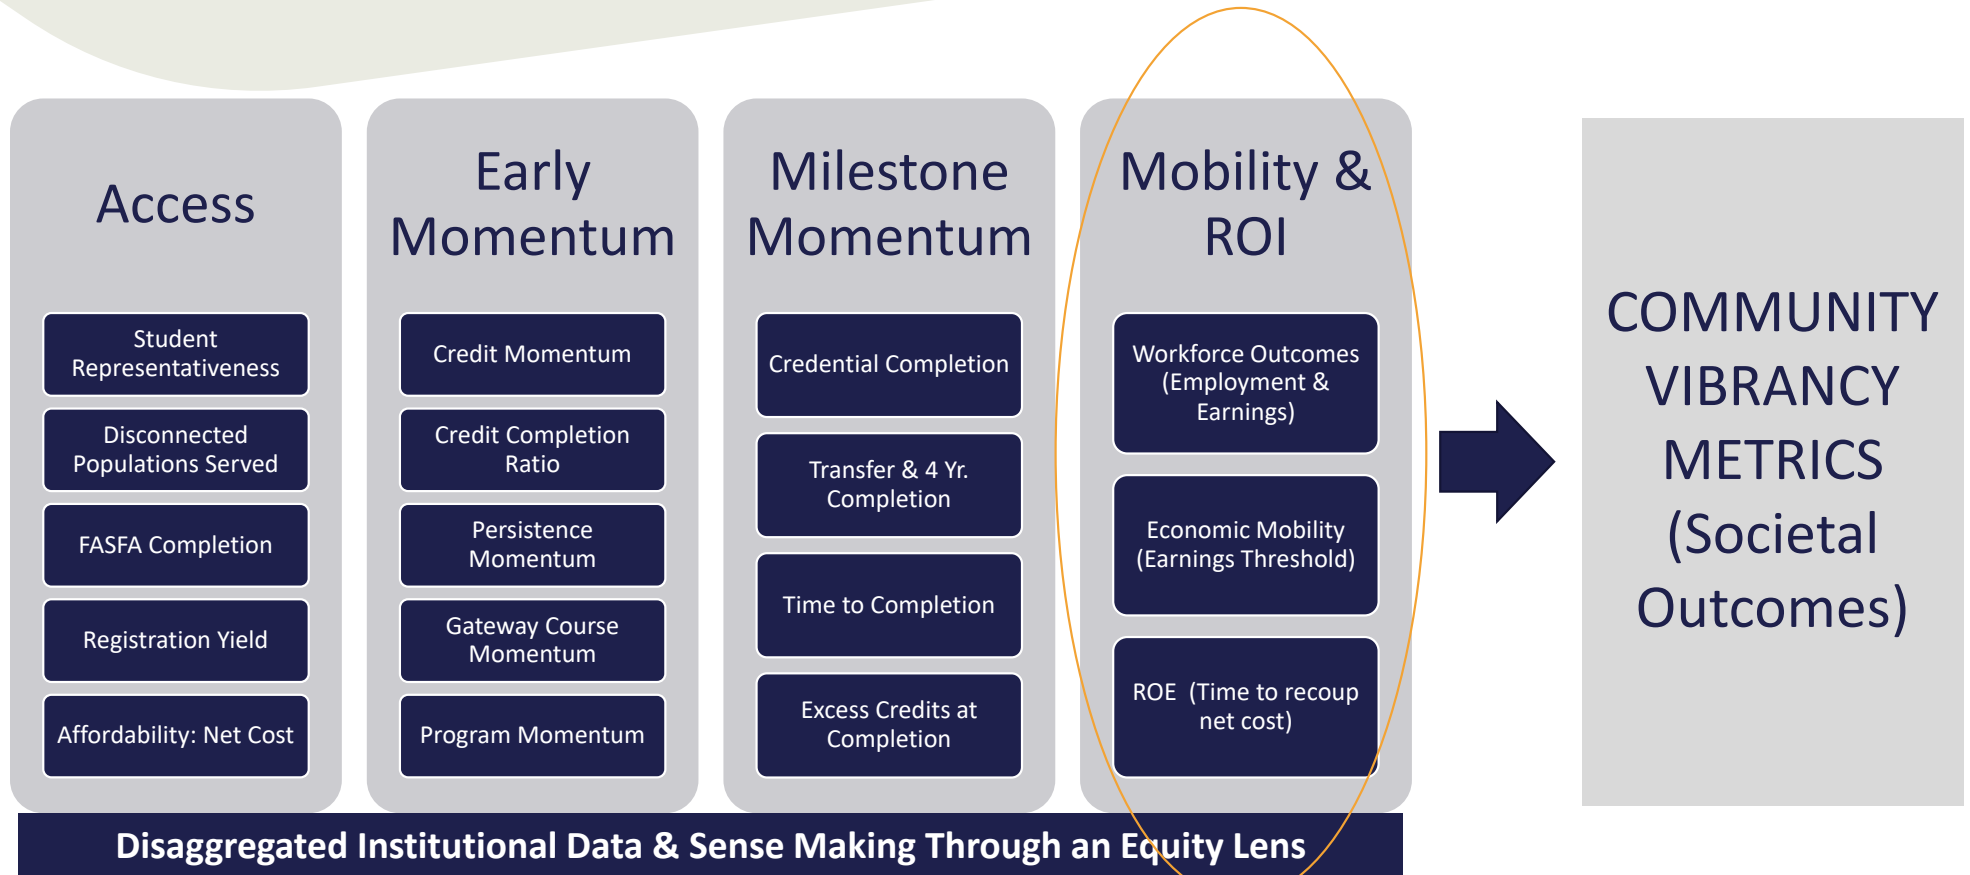 Access
Student
Representativeness
Disconnected
Populations Served
FASFA Completion
Registration Yield
Affordability: Net Cost
Early
Momentum
Credit Momentum
Credit Completion
Ratio
Persistence
Momentum
Gateway Course
Momentum
Program Momentum
Milestone
Momentum
Credential Completion
Transfer & 4 Yr.
Completion
Time to Completion
Excess Credits at
Completion
Mobility &
ROI
Workforce Outcomes
(Employment &
Earnings)
Economic Mobility
(Earnings Threshold)
ROE (Time to recoup
net cost)
COMMUNITY
VIBRANCY
METRICS
(Societal
Outcomes)
Disaggregated Institutional Data & Sense Making Through an Equity Lens